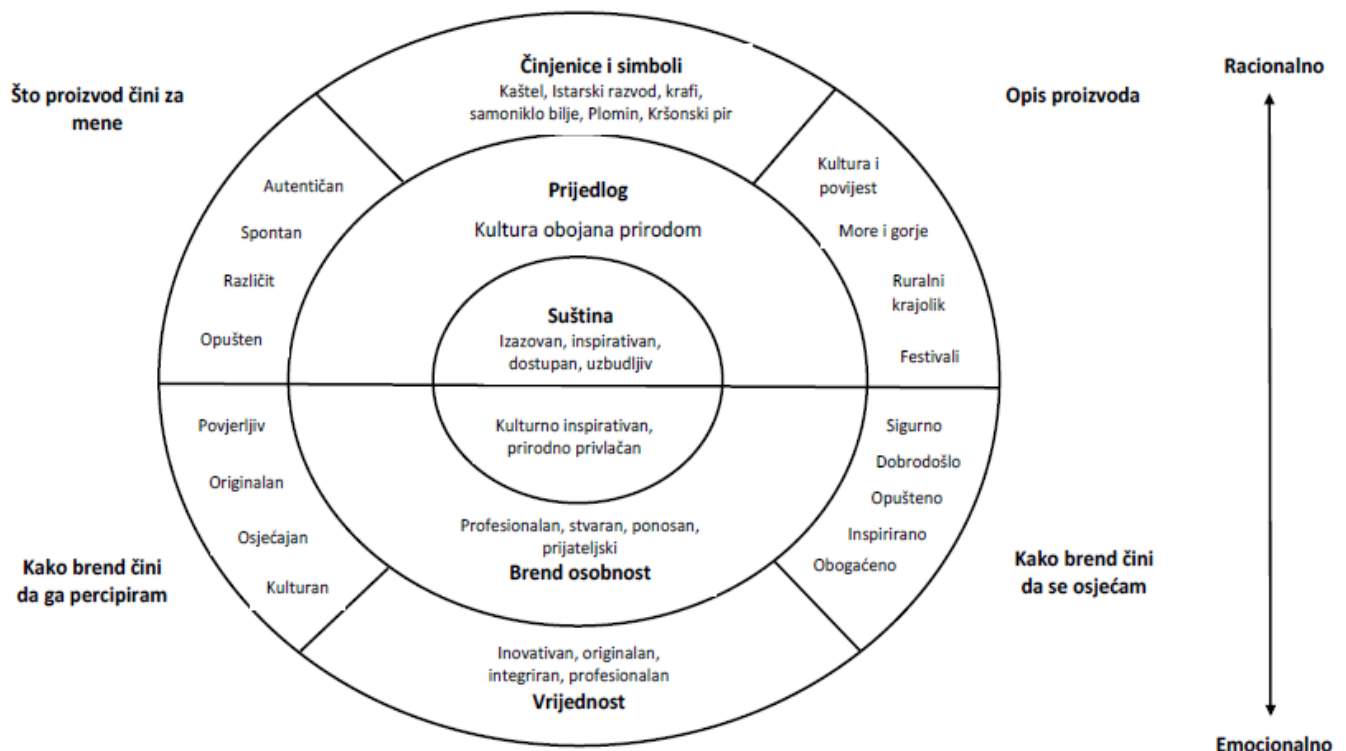 Činjenice i simboli
Kaštel, Istarski razvod, krafi,
samoniklo bilje, Plomin, Kršonski pir
Što proizvod čini za
mene
Opis proizvoda
Racionalno
Autentičan
Spontan
Različit
Opušten
Prijedlog
Kultura obojana prirodom
Kultura i
povijest
More i gorje
Ruralni
krajolik
Festivali
Suština
Izazovan, inspirativan,
dostupan, uzbudljiv
Kulturno inspirativan,
prirodno privlačan
Povjerljiv
Originalan
Osjećajan
Kulturan
Sigurno
Dobrodošlo
Opušteno
Inspirirano
Obogaćeno
Profesionalan, stvaran, ponosan,
prijateljski
Brend osobnost
Kako brend čini
da ga percipiram
Kako brend čini
da se osjećam
Inovativan, originalan,
integriran, profesionalan
Vrijednost
Emocionalno